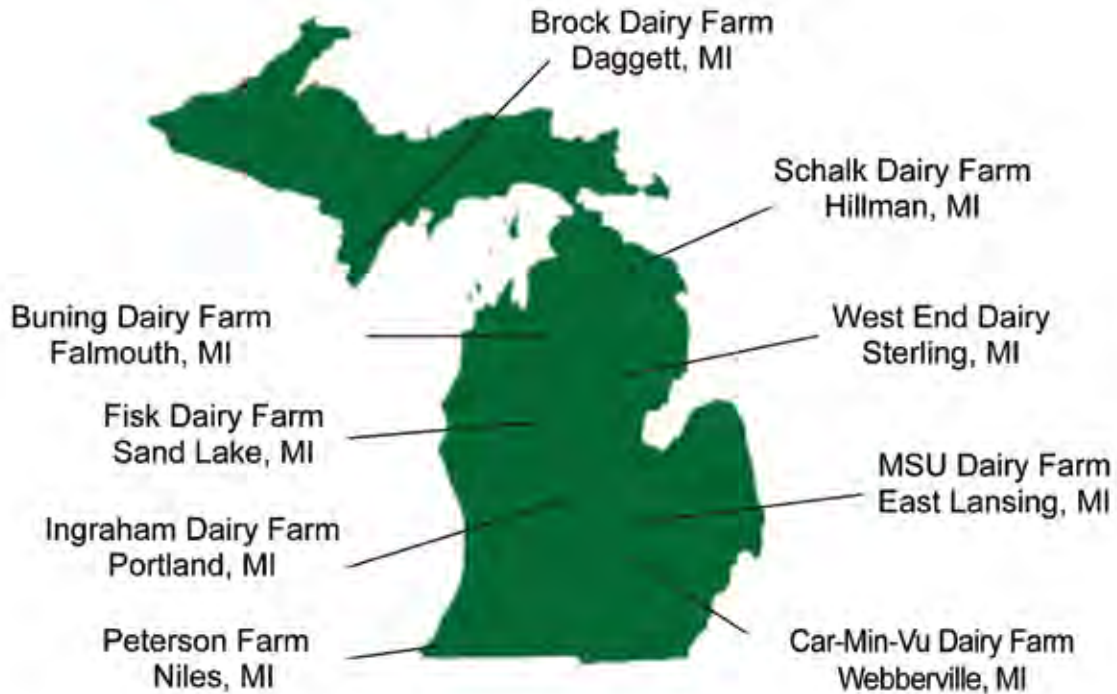 Brock Dairy Farm
Daggett, MI
Schalk Dairy Farm
Hillman, MI
Buning Dairy Farm
Falmouth, MI
West End Dairy
Sterling, MI
Fisk Dairy Farm
Sand Lake, MI
MSU Dairy Farm
East Lansing, MI
Ingraham Dairy Farm
Portland, MI
Peterson Farm
Niles, MI
Car-Min-Vu Dairy Farm
Webberville, MI